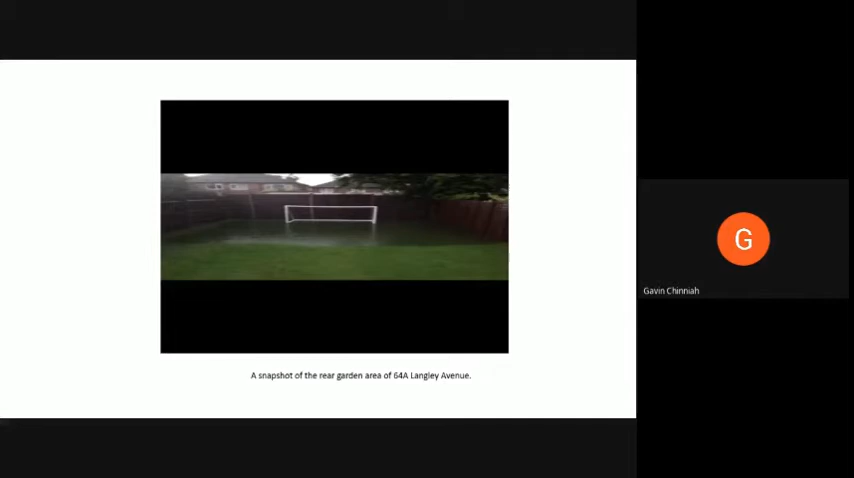 G
Gavin Chinniah
A snapshot of the rear garden area of 64A Langley Avenue.